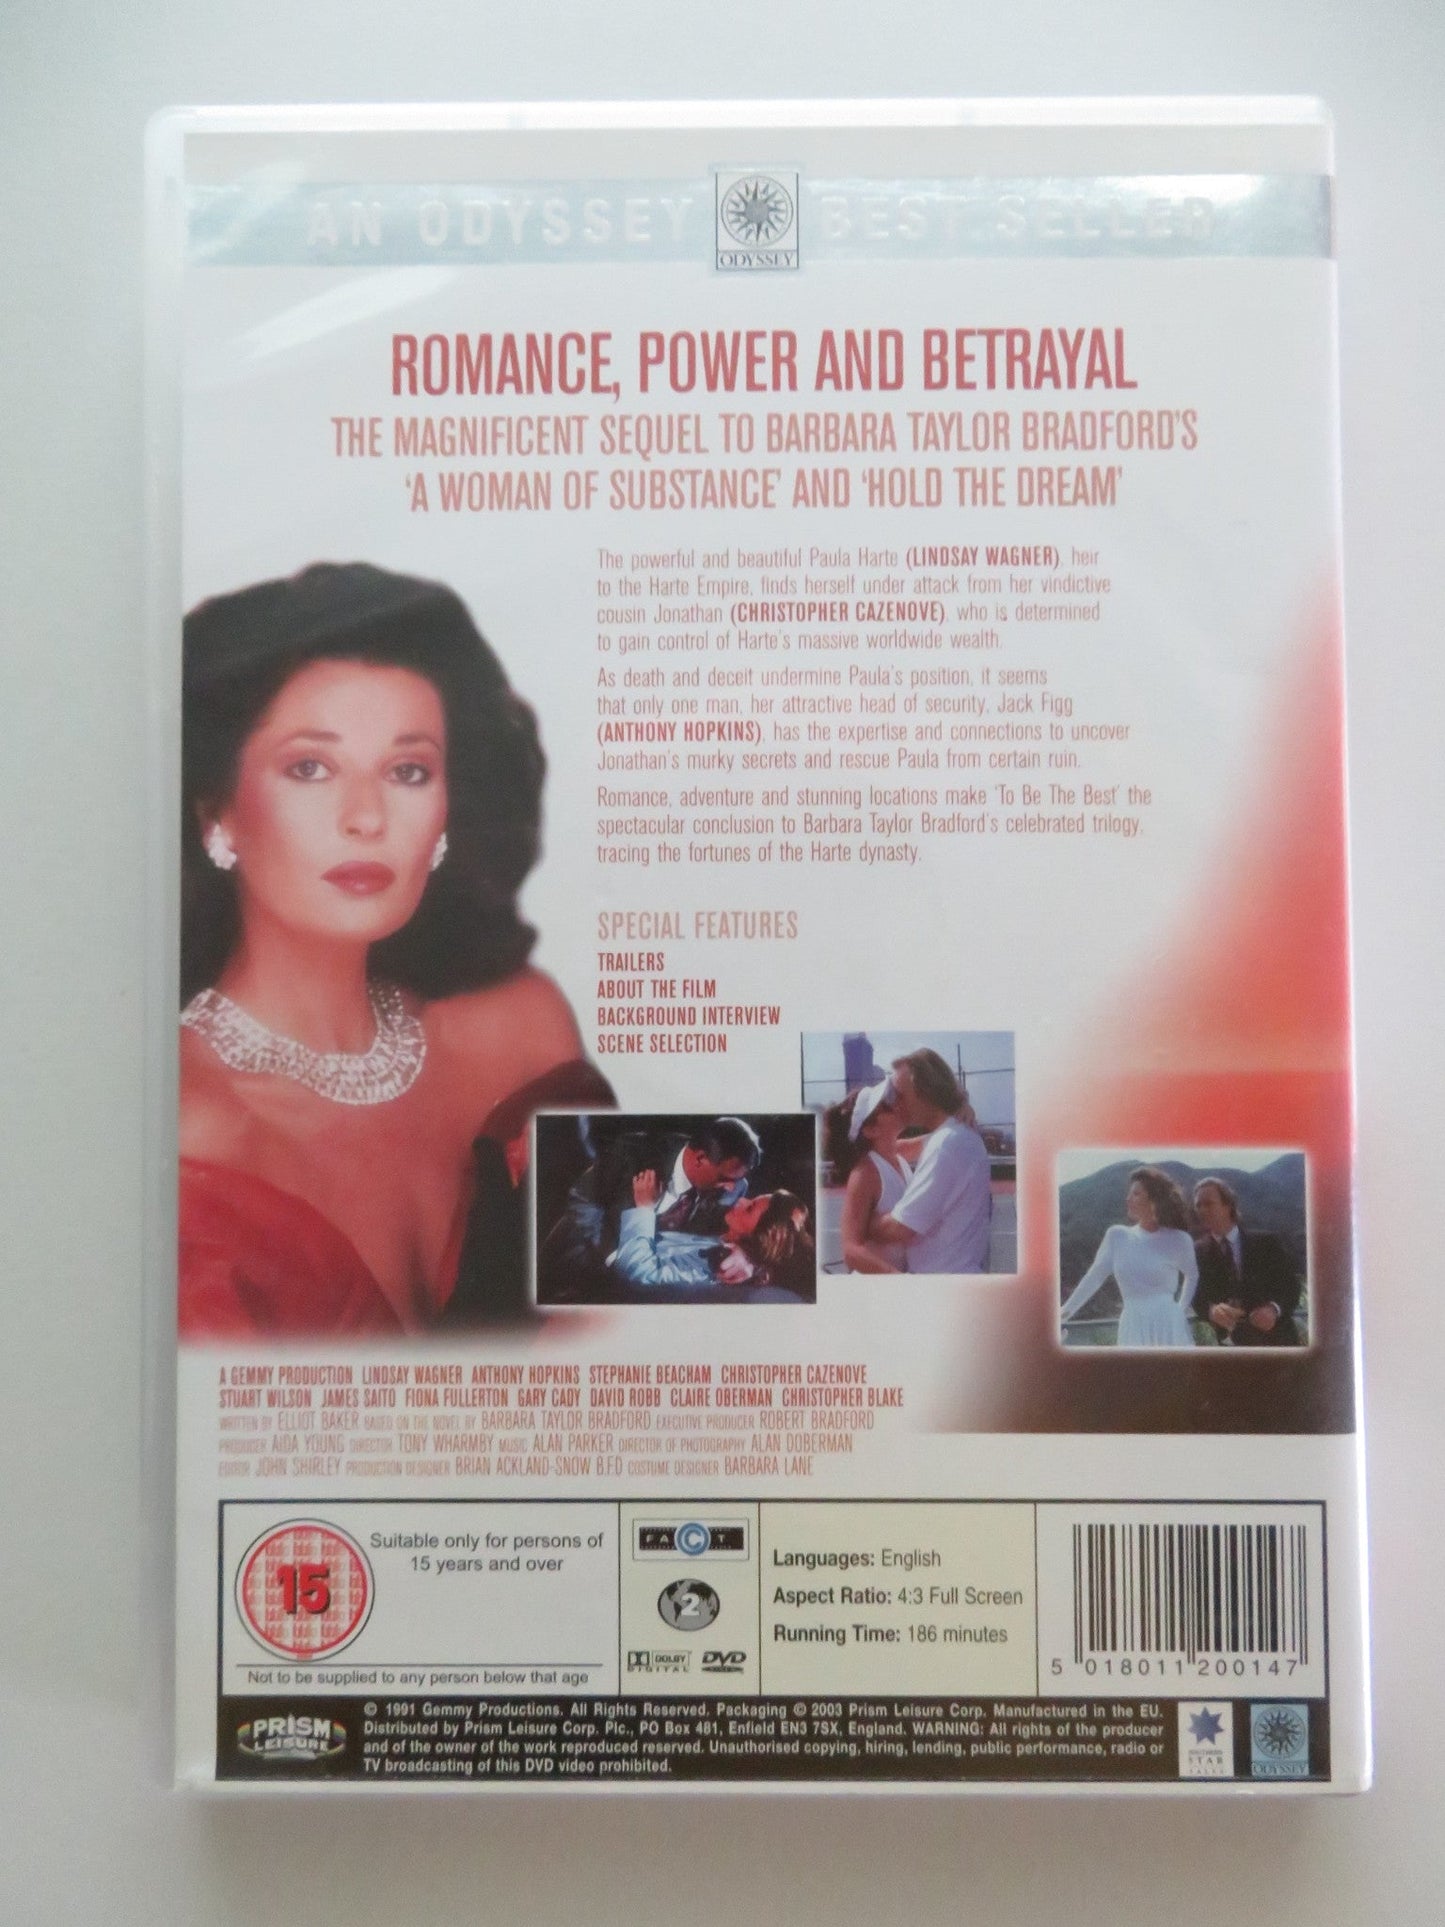 AN ODYSSEY BEST SELLER
ODYSSEY
ROMANCE, POWER AND BETRAYAL
THE MAGNIFICENT SEQUEL TO BARBARA TAYLOR BRADFORD'S
'A WOMAN OF SUBSTANCE' AND 'HOLD THE DREAM'
The powerful and beautiful Paula Harte (LINDSAY WAGNER), heir
to the Harte Empire, finds herself under attack from her vindictive
cousin Jonathan (CHRISTOPHER CAZENOVE), who is determined
to gain control of Harte's massive worldwide wealth.
As death and deceit undermine Paula's position, it seems
that only one man, her attractive head of security, Jack Figg
(ANTHONY HOPKINS), has the expertise and connections to uncover
Jonathan's murky secrets and rescue Paula from certain ruin.
Romance, adventure and stunning locations make 'To Be The Best' the
spectacular conclusion to Barbara Taylor Bradford's celebrated trilogy,
tracing the fortunes of the Harte dynasty.
SPECIAL FEATURES
TRAILERS
ABOUT THE FILM
BACKGROUND INTERVIEW
SCENE SELECTION
A GEMMY PRODUCTION LINDSAY WAGNER ANTHONY HOPKINS STEPHANIE BEACHAM CHRISTOPHER CAZENOVE
STUART WILSON JAMES SAITO FIONA FULLERTON GARY CADY DAVID ROBB CLAIRE OBERMAN CHRISTOPHER BLAKE
WRITTEN BY ELLIOT BAKER BASED ON THE NOVEL BY BARBARA TAYLOR BRADFORD EXECUTIVE PRODUCER ROBERT BRADFORD
PRODUCER AIDA YOUNG DIRECTOR TONY WHARMBY MUSIC ALAN PARKER DIRECTOR OF PHOTOGRAPHY ALAN DOBERMAN
EDITOR JOHN SHIRLEY PRODUCTION DESIGNER BRIAN ACKLAND-SNOW B.F.D COSTUME DESIGNER BARBARA LANE
15
Suitable only for persons of
15 years and over
Not to be supplied to any person below that age
FACT
2
DOLBY
DIGITAL
DVD
Languages: English
Aspect Ratio: 4:3 Full Screen
Running Time: 186 minutes
5 018011 200147
PRISM
LEISURE
© 1991 Gemmy Productions. All Rights Reserved. Packaging © 2003 Prism Leisure Corp. Manufactured in the EU.
Distributed by Prism Leisure Corp. Plc., PO Box 481, Enfield EN3 7SX, England. WARNING: All rights of the producer
and of the owner of the work reproduced reserved. Unauthorised copying, hiring, lending, public performance, radio or
TV broadcasting of this DVD video prohibited.
SOUTHERN
STAR
SALES
ODYSSEY